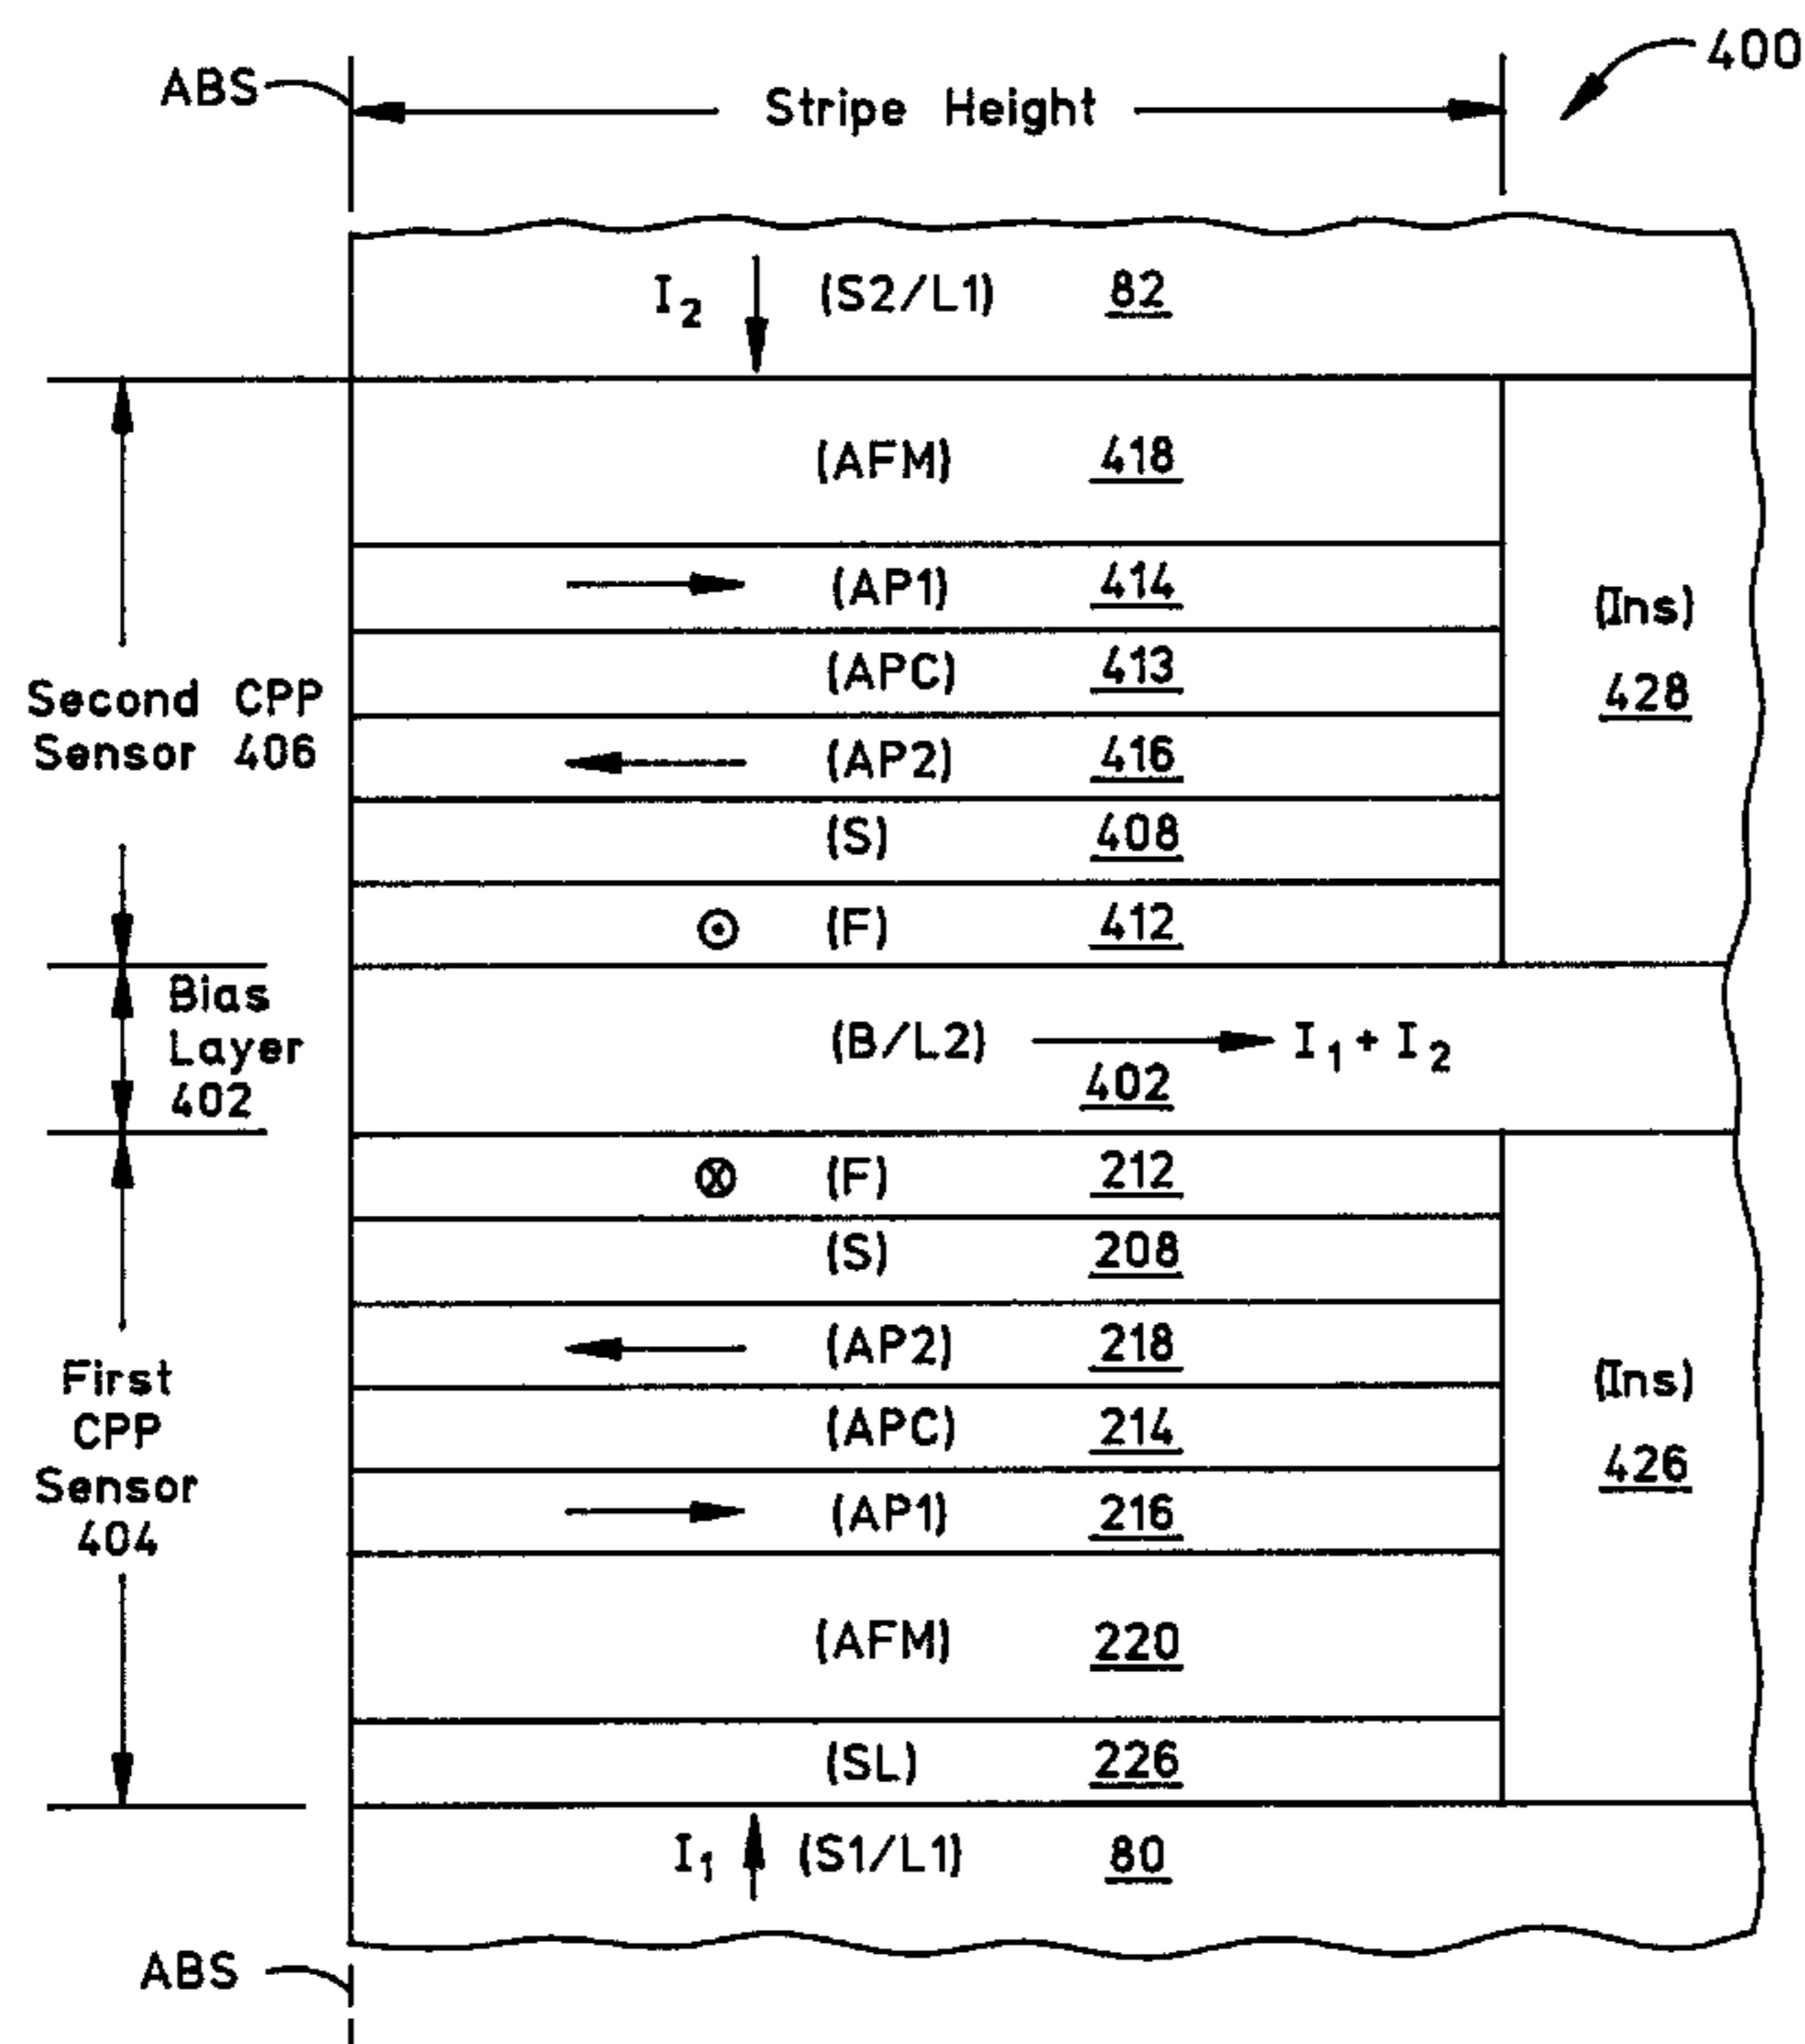 400
ABS
Stripe Height
I2 (S2/L1) 82
(AFM) 418
(AP1) 414
(Ins)
428
(APC) 413
Second CPP
Sensor 406
(AP2) 416
(S) 408
(F) 412
Bias
Layer
402
(B/L2) I1 + I2
402
(F) 212
(S) 208
(AP2) 218
First
CPP
Sensor
404
(Ins)
426
(APC) 214
(AP1) 216
(AFM) 220
(SL) 226
I1 (S1/L1) 80
ABS